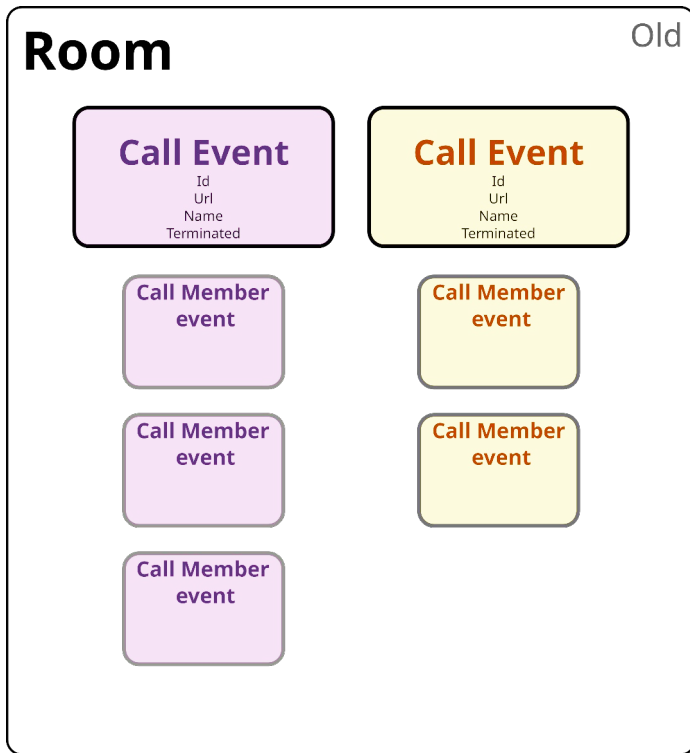 Room
Old
Call Event
Id
Url
Name
Terminated
Call Event
Id
Url
Name
Terminated
Call Member
event
Call Member
event
Call Member
event
Call Member
event
Call Member
event